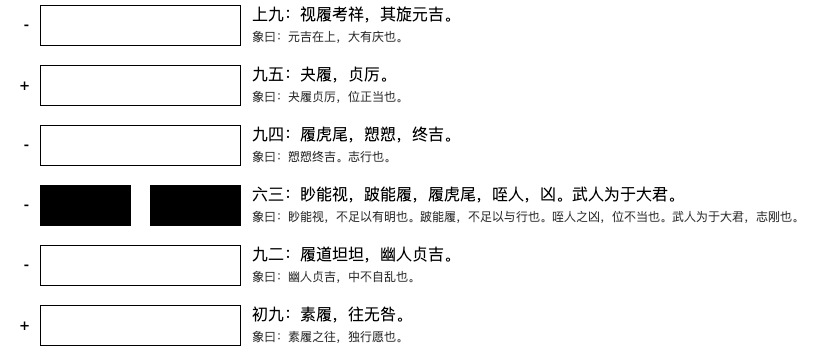 - 上九：视履考祥，其旋元吉。
象曰：元吉在上，大有庆也。
+ 九五：夬履，贞厉。
象曰：夬履贞厉，位正当也。
- 九四：履虎尾，愬愬，终吉。
象曰：愬愬终吉。志行也。
- 六三：眇能视，跛能履，履虎尾，咥人，凶。武人为于大君。
象曰：眇能视，不足以有明也。跛能履，不足以与行也。咥人之凶，位不当也。武人为于大君，志刚也。
- 九二：履道坦坦，幽人贞吉。
象曰：幽人贞吉，中不自乱也。
+ 初九：素履，往无咎。
象曰：素履之往，独行愿也。